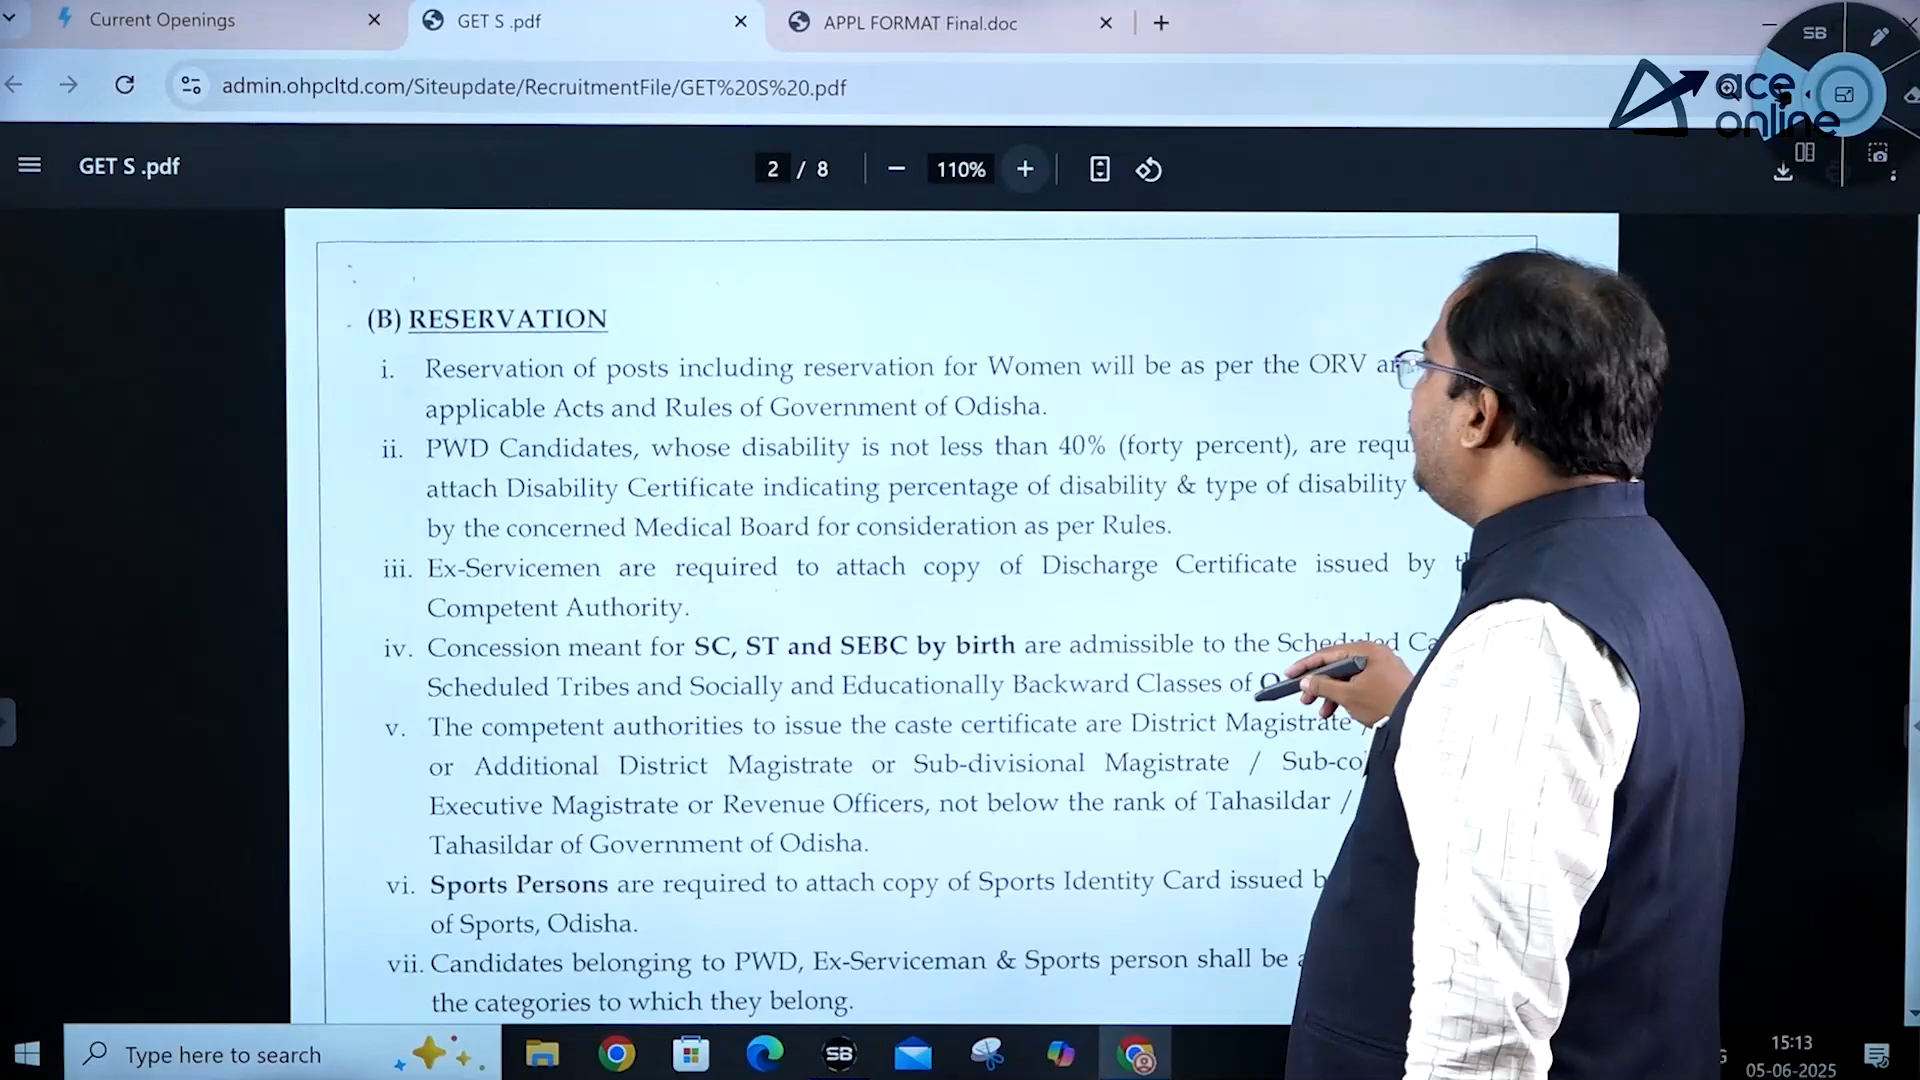 Current Openings
GET S .pdf
APPL FORMAT Final.doc
SB
admin.ohpcltd.com/Siteupdate/RecruitmentFile/GET%20S%20.pdf
ace
online
GET S .pdf
2 / 8
110%
(B) RESERVATION
i. Reservation of posts including reservation for Women will be as per the ORV
applicable Acts and Rules of Government of Odisha.
ii. PWD Candidates, whose disability is not less than 40% (forty percent), are
attach Disability Certificate indicating percentage of disability & type of disability
by the concerned Medical Board for consideration as per Rules.
iii. Ex-Servicemen are required to attach copy of Discharge Certificate issued by
Competent Authority.
iv. Concession meant for SC, ST and SEBC by birth are admissible to the Scheduled
Scheduled Tribes and Socially and Educationally Backward Classes of
v. The competent authorities to issue the caste certificate are District Magistrate /
or Additional District Magistrate or Sub-divisional Magistrate /
Executive Magistrate or Revenue Officers, not below the rank of Tahasildar /
Tahasildar of Government of Odisha.
vi. Sports Persons are required to attach copy of Sports Identity Card issued
of Sports, Odisha.
vii. Candidates belonging to PWD, Ex-Serviceman & Sports person shall be
the categories to which they belong.
Type here to search
SB
15:13
05-06-2025